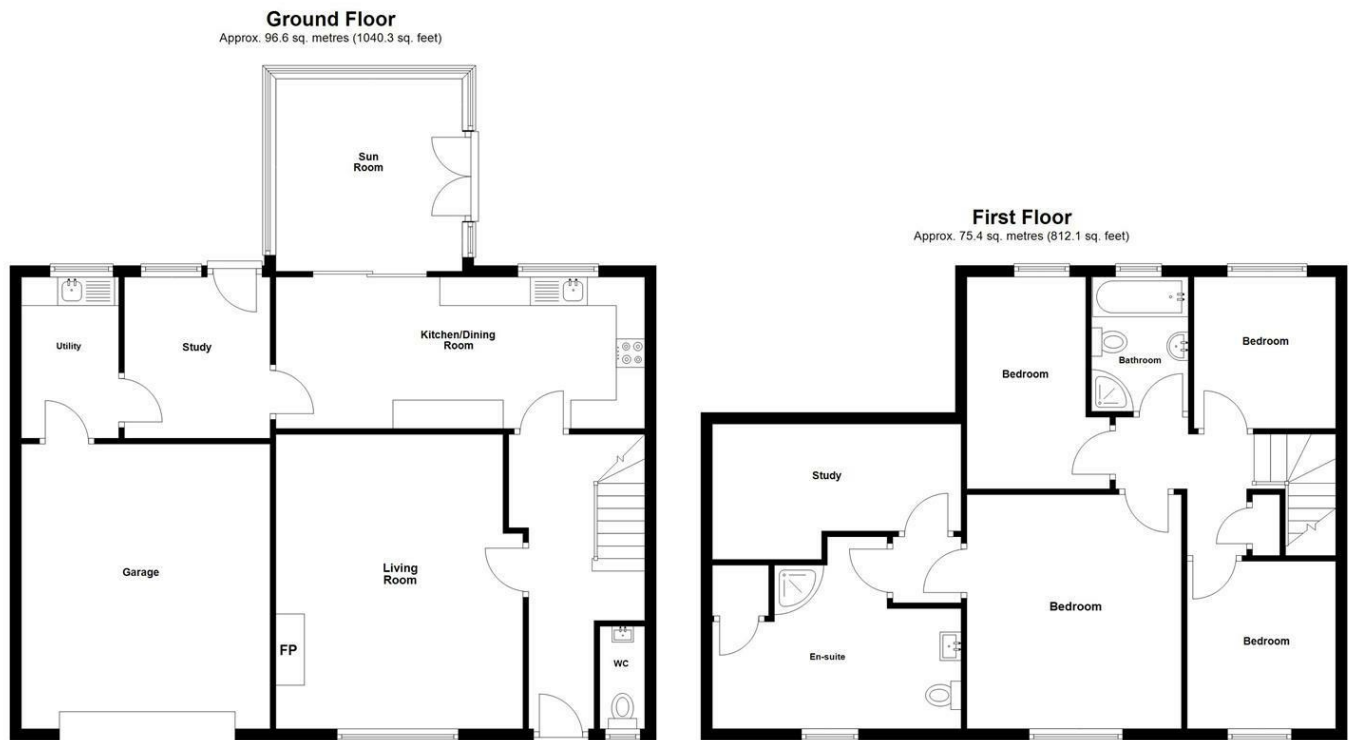 Ground Floor
Approx. 96.6 sq. metres (1040.3 sq. feet)
Sun
Room
Utility
Study
Kitchen/Dining
Room
Garage
Living
Room
FP
WC
First Floor
Approx. 75.4 sq. metres (812.1 sq. feet)
Bedroom
Bathroom
Bedroom
Study
Bedroom
En-suite
Bedroom